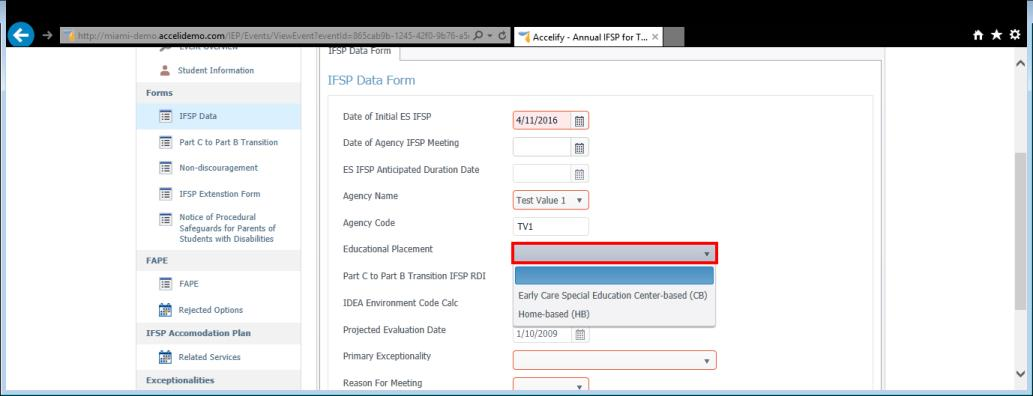 http://miami-demo.accelidemo.com/IEP/Events/ViewEvent?eventId=865cab9b-1245-42f0-9b76-a5
Accelify - Annual IFSP for T...
Event Overview
Student Information
Forms
IFSP Data
Part C to Part B Transition
Non-discouragement
IFSP Extenstion Form
Notice of Procedural
Safeguards for Parents of
Students with Disabilities
FAPE
FAPE
Rejected Options
IFSP Accomodation Plan
Related Services
Exceptionalities
IFSP Data Form
IFSP Data Form
Date of Initial ES IFSP
4/11/2016
Date of Agency IFSP Meeting
ES IFSP Anticipated Duration Date
Agency Name
Test Value 1
Agency Code
TV1
Educational Placement
Part C to Part B Transition IFSP RDI
Early Care Special Education Center-based (CB)
IDEA Environment Code Calc
Home-based (HB)
Projected Evaluation Date
1/10/2009
Primary Exceptionality
Reason For Meeting